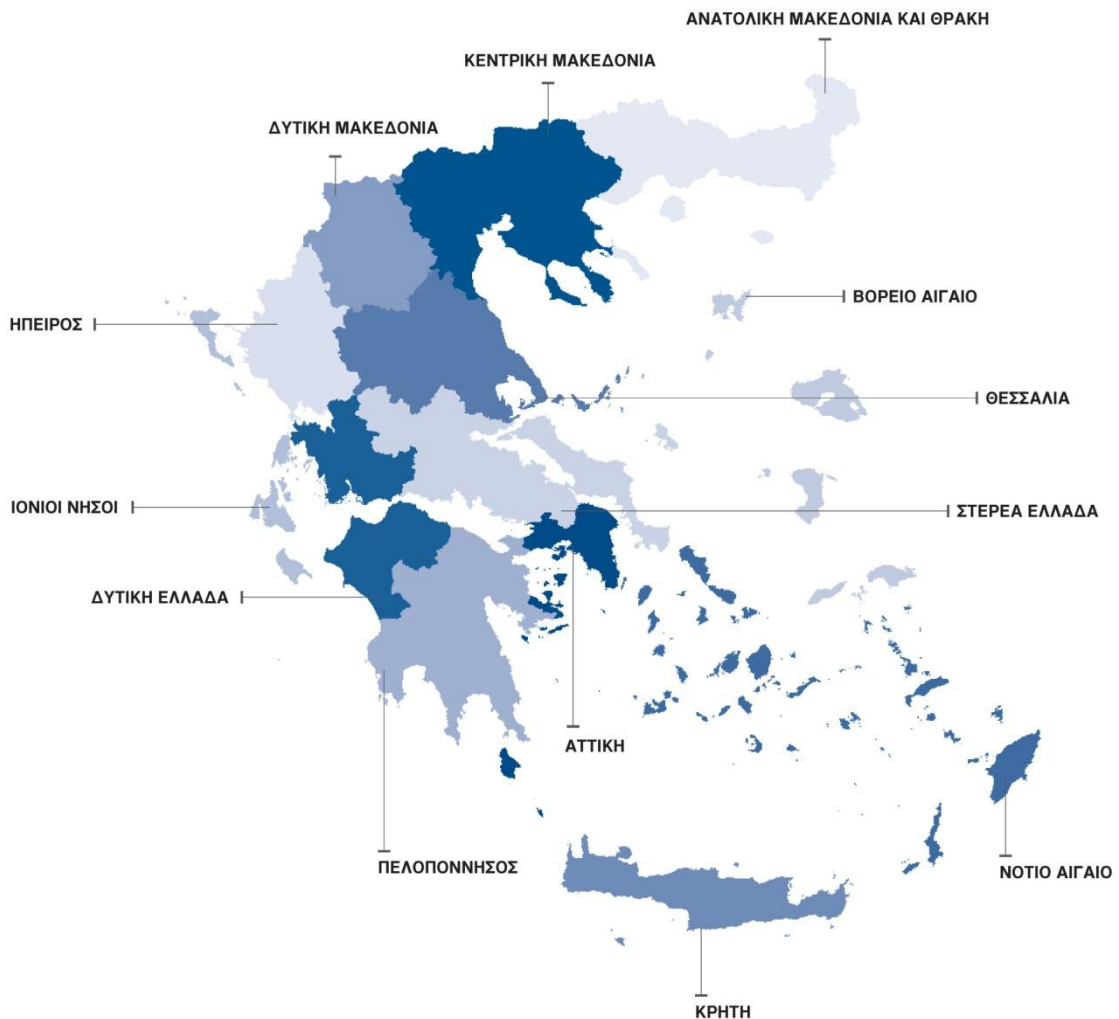 ΑΝΑΤΟΛΙΚΗ ΜΑΚΕΔΟΝΙΑ ΚΑΙ ΘΡΑΚΗ
ΚΕΝΤΡΙΚΗ ΜΑΚΕΔΟΝΙΑ
ΔΥΤΙΚΗ ΜΑΚΕΔΟΝΙΑ
ΒΟΡΕΙΟ ΑΙΓΑΙΟ
ΗΠΕΙΡΟΣ
ΘΕΣΣΑΛΙΑ
ΙΟΝΙΟΙ ΝΗΣΟΙ
ΣΤΕΡΕΑ ΕΛΛΑΔΑ
ΔΥΤΙΚΗ ΕΛΛΑΔΑ
ΑΤΤΙΚΗ
ΠΕΛΟΠΟΝΝΗΣΟΣ
ΝΟΤΙΟ ΑΙΓΑΙΟ
ΚΡΗΤΗ